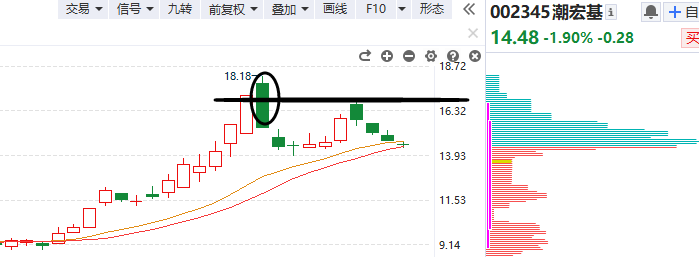 交易 信号 九转 前复权 叠加 画线 F10 形态
002345潮宏基
14.48 -1.90% -0.28
自
买
18.72
18.18
16.32
13.93
11.53
9.14